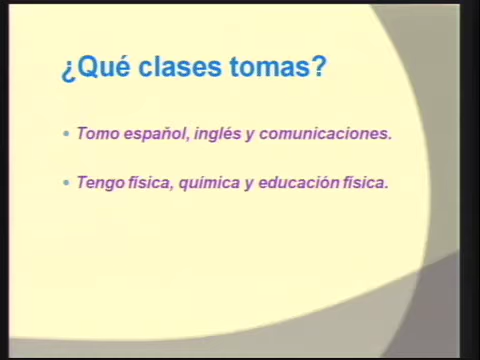 ¿Qué clases tomas?
Tomo español, inglés y comunicaciones.
Tengo física, química y educación física.